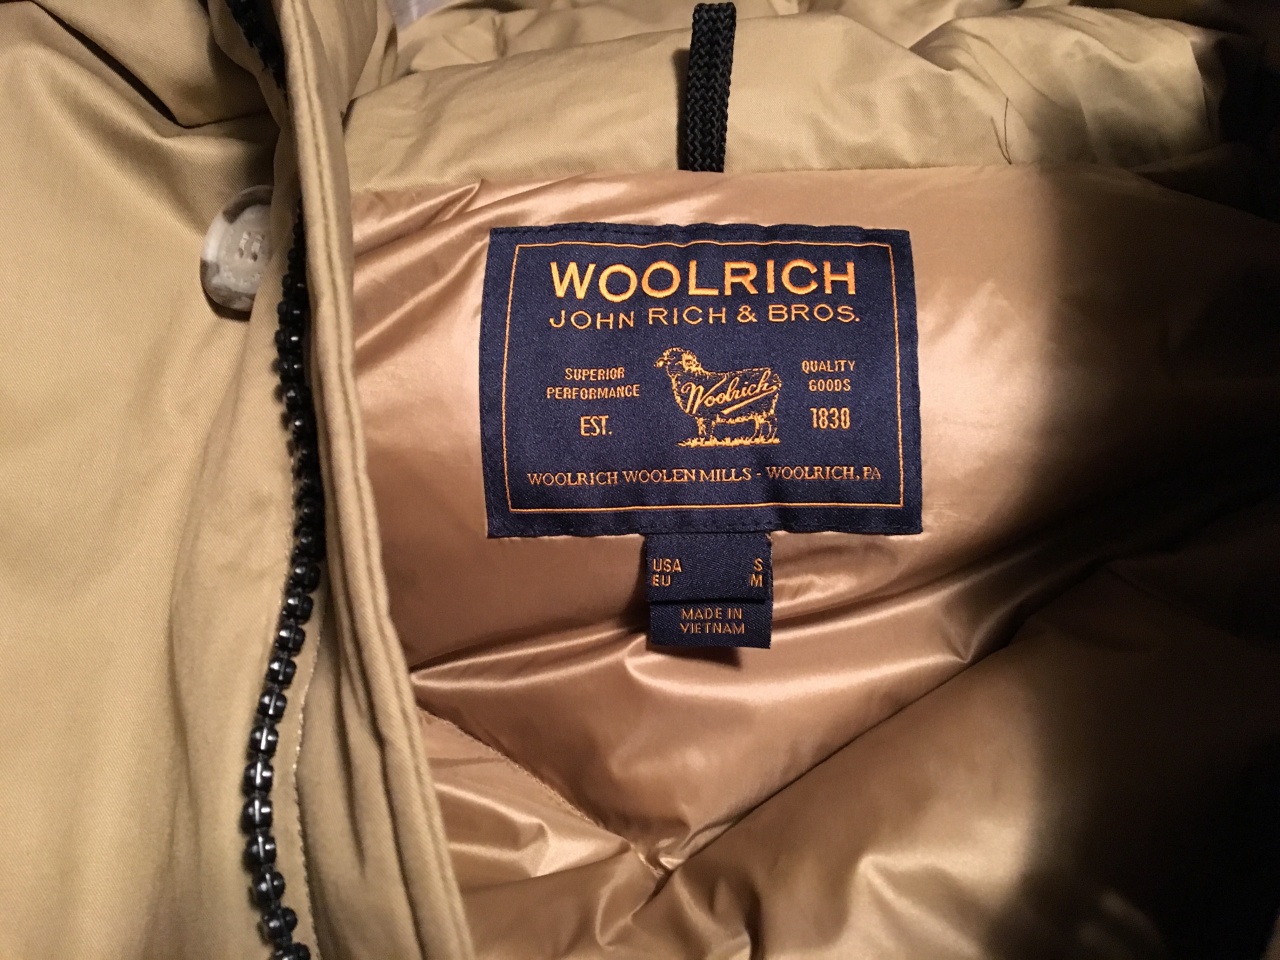 WOOLRICH
JOHN RICH & BROS.
SUPERIOR
PERFORMANCE
EST.
Woolrich
QUALITY
GOODS
1830
WOOLRICH WOOLEN MILLS - WOOLRICH, PA
USA S
EU M
MADE IN
VIETNAM